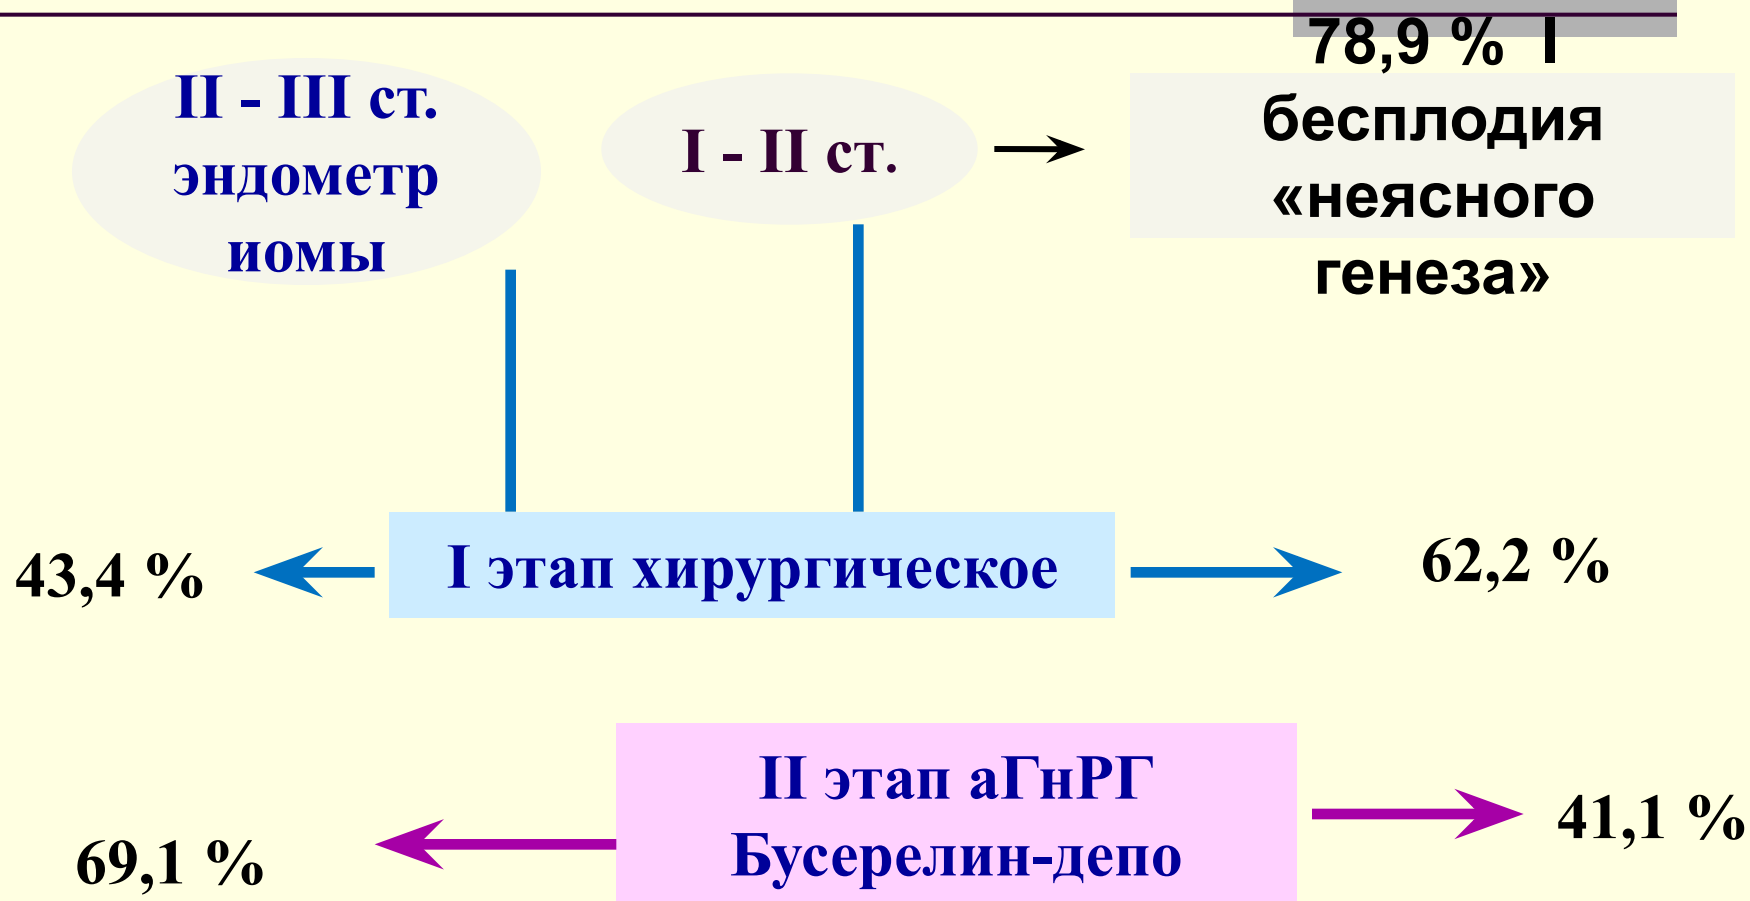 II - III ст.
эндометр
иомы
I - II ст.
78,9 % I
бесплодия
«неясного
генеза»
43,4 %
I этап хирургическое
62,2 %
II этап аГнРГ
Бусерелин-депо
69,1 %
41,1 %